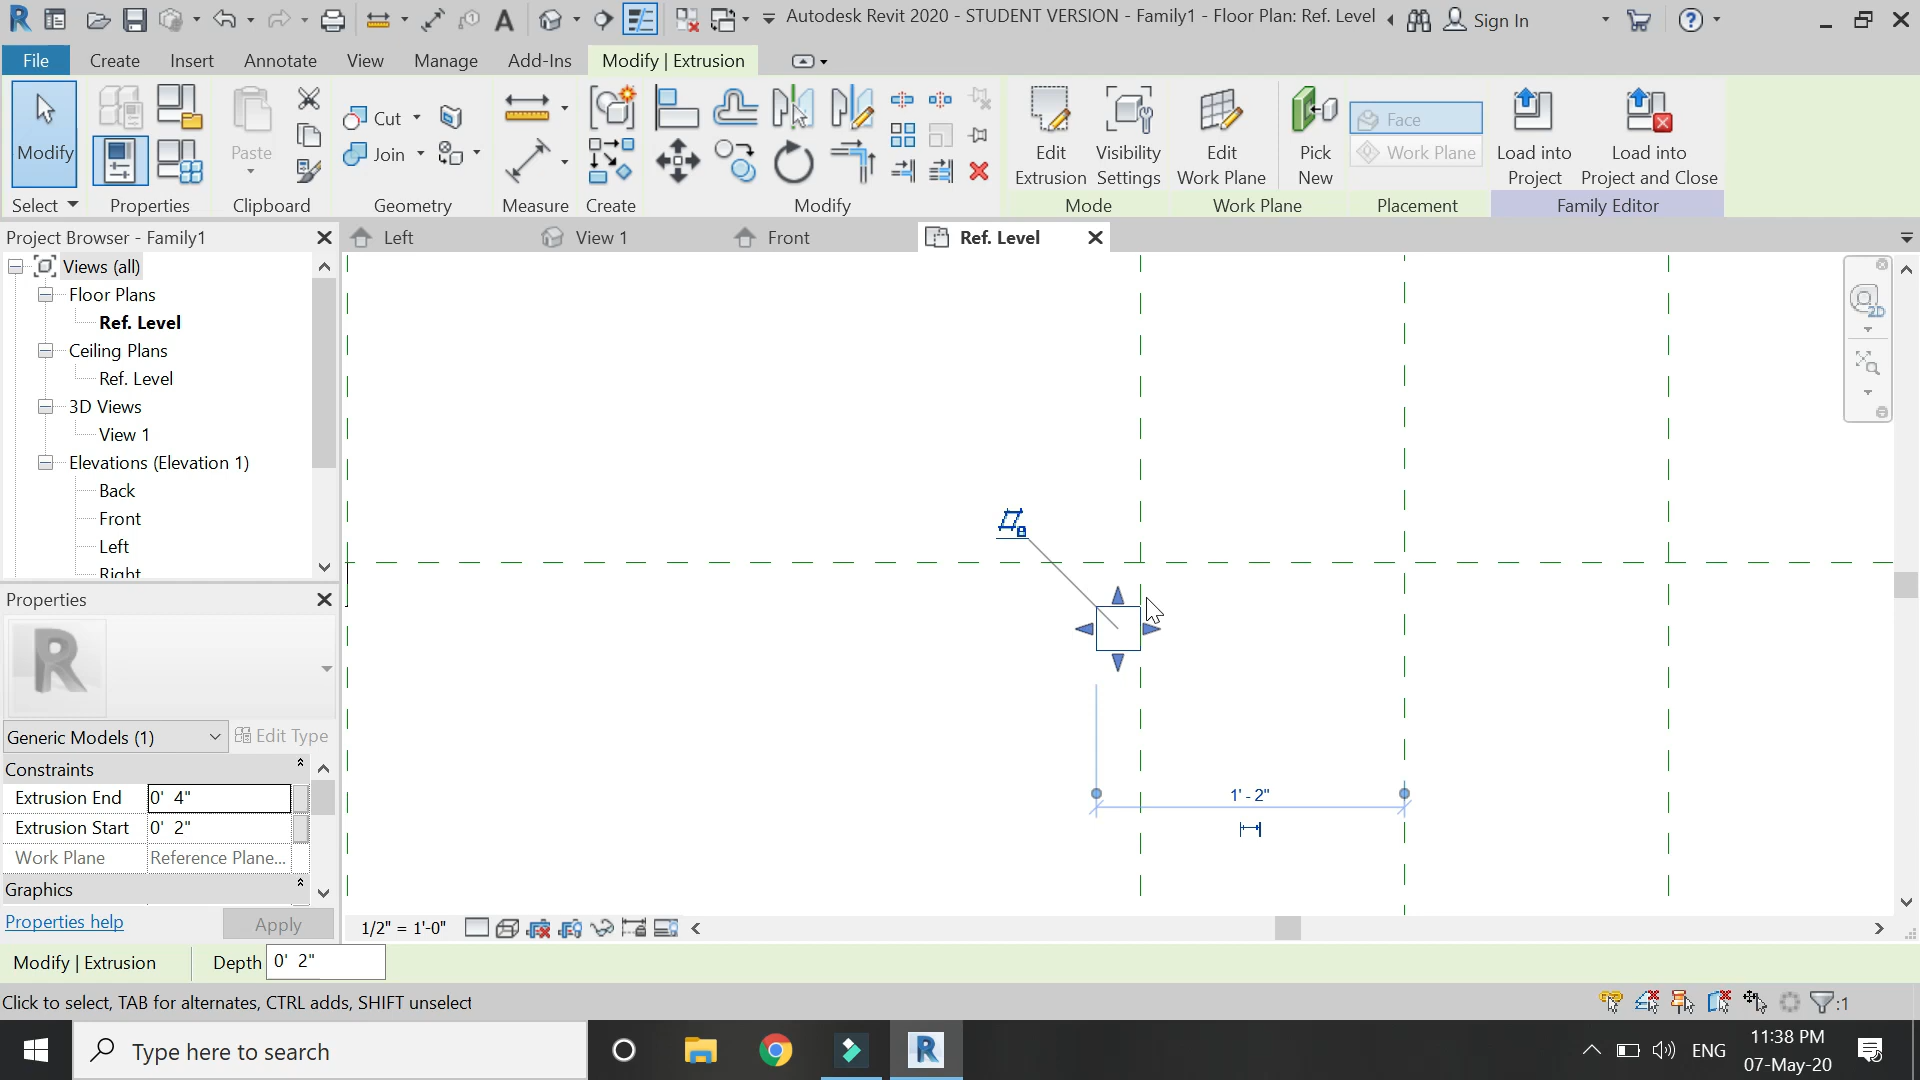 Autodesk Revit 2020 - STUDENT VERSION - Family1 - Floor Plan: Ref. Level
Sign In
File
Create
Insert
Annotate
View
Manage
Add-Ins
Modify | Extrusion
Modify
Paste
Cut
Join
Edit
Extrusion
Visibility
Settings
Edit
Work Plane
Pick
New
Face
Work Plane
Load into
Project
Load into
Project and Close
Select
Properties
Clipboard
Geometry
Measure
Create
Modify
Mode
Work Plane
Placement
Family Editor
Project Browser - Family1
Left
View 1
Front
Ref. Level
Views (all)
Floor Plans
Ref. Level
Ceiling Plans
Ref. Level
3D Views
View 1
Elevations (Elevation 1)
Back
Front
Left
Right
2D
Properties
R
Generic Models (1)
Edit Type
Constraints
Extrusion End
0' 4"
Extrusion Start
0' 2"
Work Plane
Reference Plane...
Graphics
Properties help
Apply
1' - 2"
1/2" = 1'-0"
Modify | Extrusion
Depth
0' 2"
Click to select, TAB for alternates, CTRL adds, SHIFT unselect
:1
Type here to search
ENG
11:38 PM
07-May-20